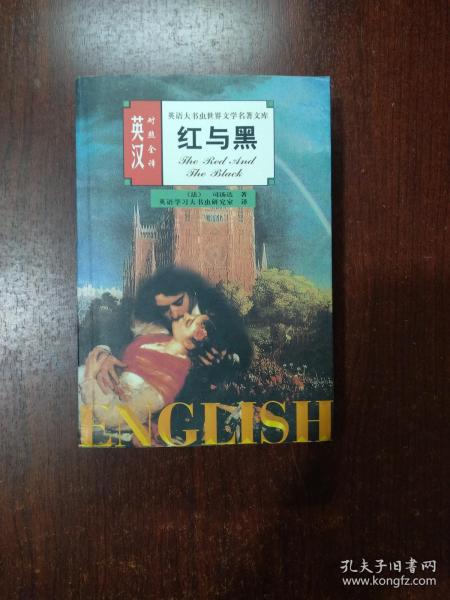 英汉
对照全译
英语大书虫世界文学名著文库
红与黑
The Red And
The Black
（法） 司汤达 著
英语学习大书虫研究室 译
ENGLISH
孔夫子旧书网
www.kongfz.com